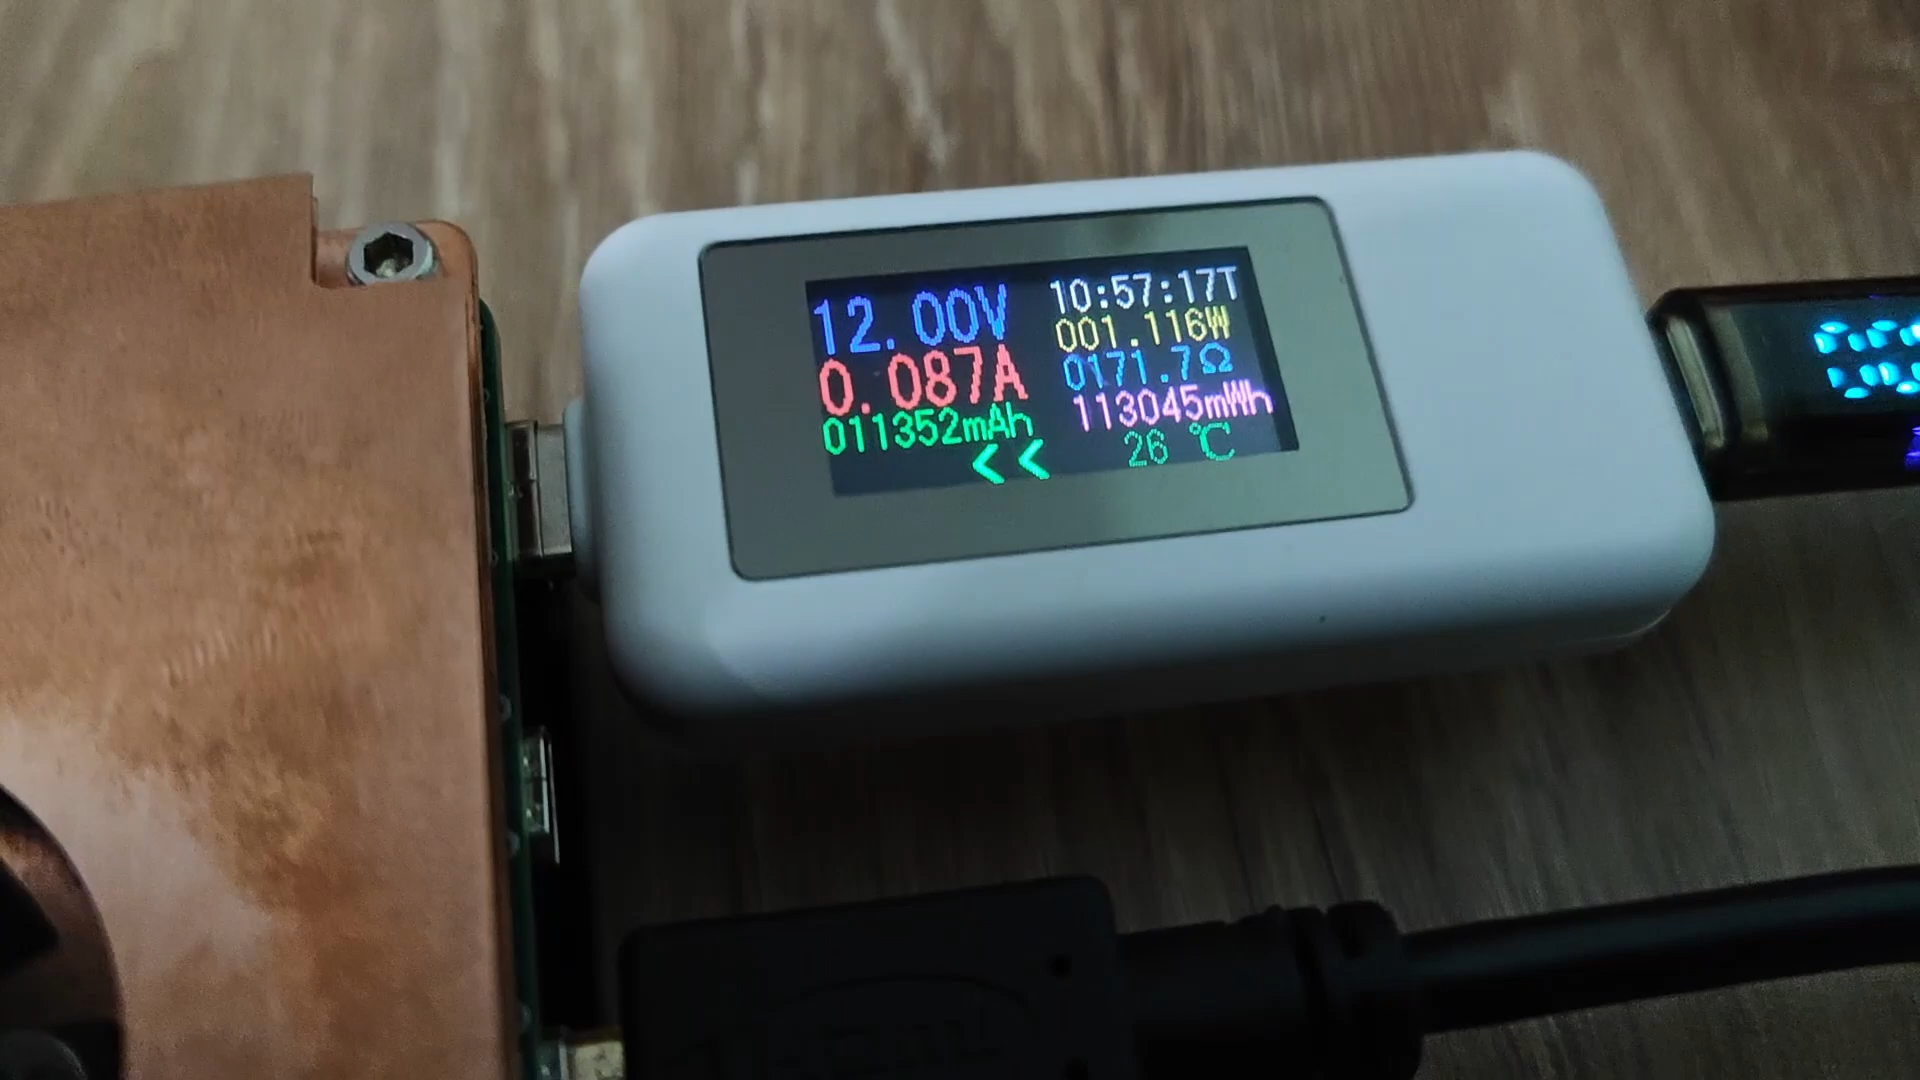 12.00V
0.087A
011352mAh
<<
10:57:17T
001.116W
0171.7Ω
113045mWh
26 ℃